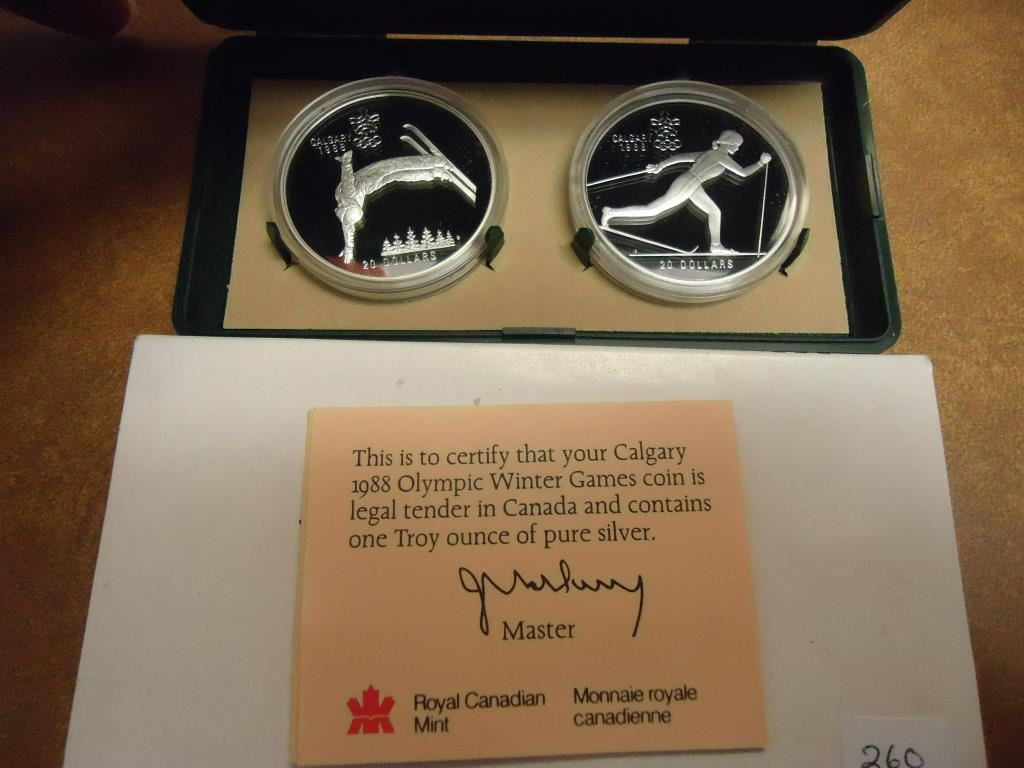 CALGARY
1988
20 DOLLARS
CALGARY
1988
20 DOLLARS
This is to certify that your Calgary
1988 Olympic Winter Games coin is
legal tender in Canada and contains
one Troy ounce of pure silver.
Master
Royal Canadian
Mint
Monnaie royale
canadienne
260